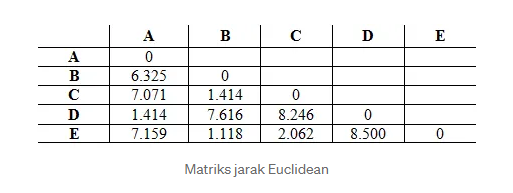 A B C D E
A 0
B 6.325 0
C 7.071 1.414 0
D 1.414 7.616 8.246 0
E 7.159 1.118 2.062 8.500 0
Matriks jarak Euclidean